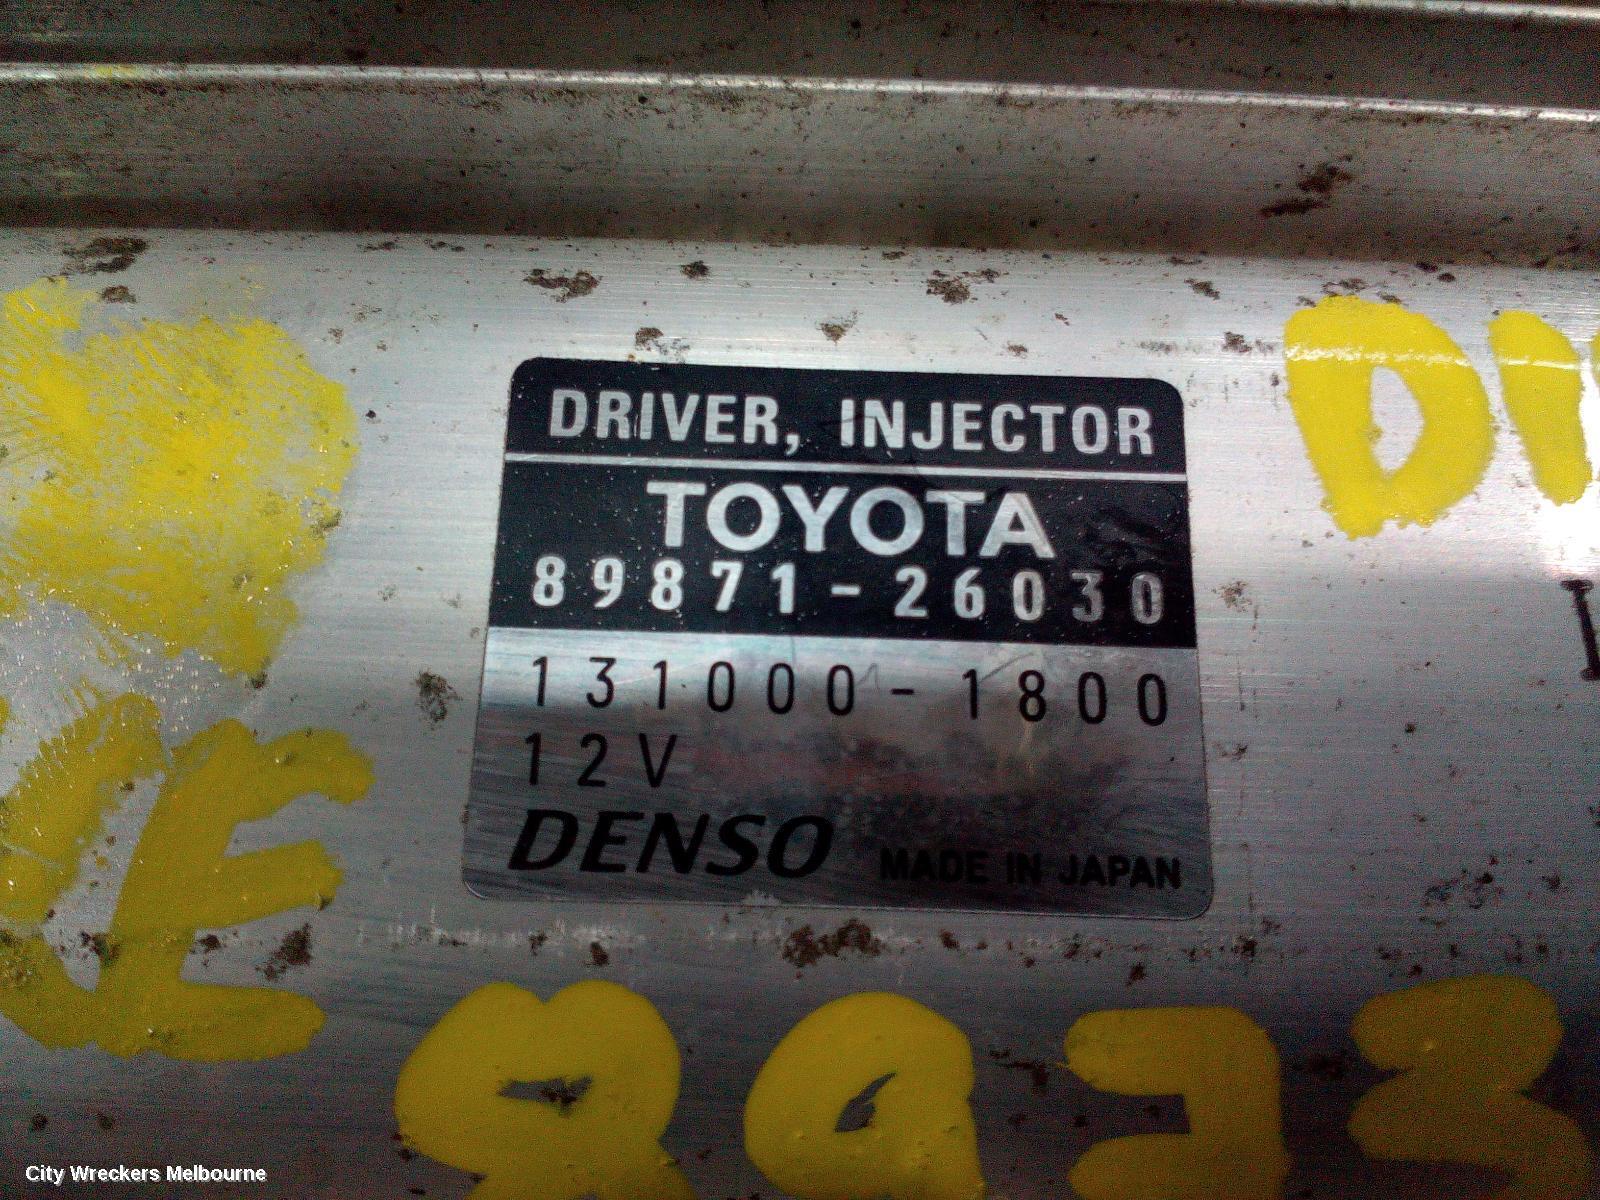 DRIVER, INJECTOR
TOYOTA
89871-26030
131000-1800
12V
DENSO MADE IN JAPAN
City Wreckers Melbourne